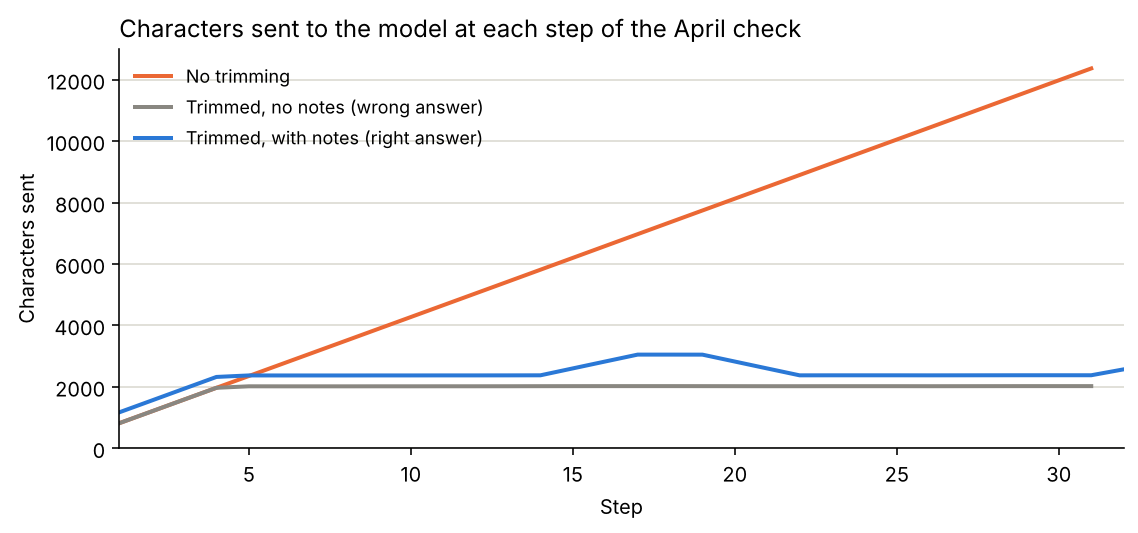 Characters sent to the model at each step of the April check
No trimming
Trimmed, no notes (wrong answer)
Trimmed, with notes (right answer)
Characters sent
12000
10000
8000
6000
4000
2000
0
5 10 15 20 25 30
Step